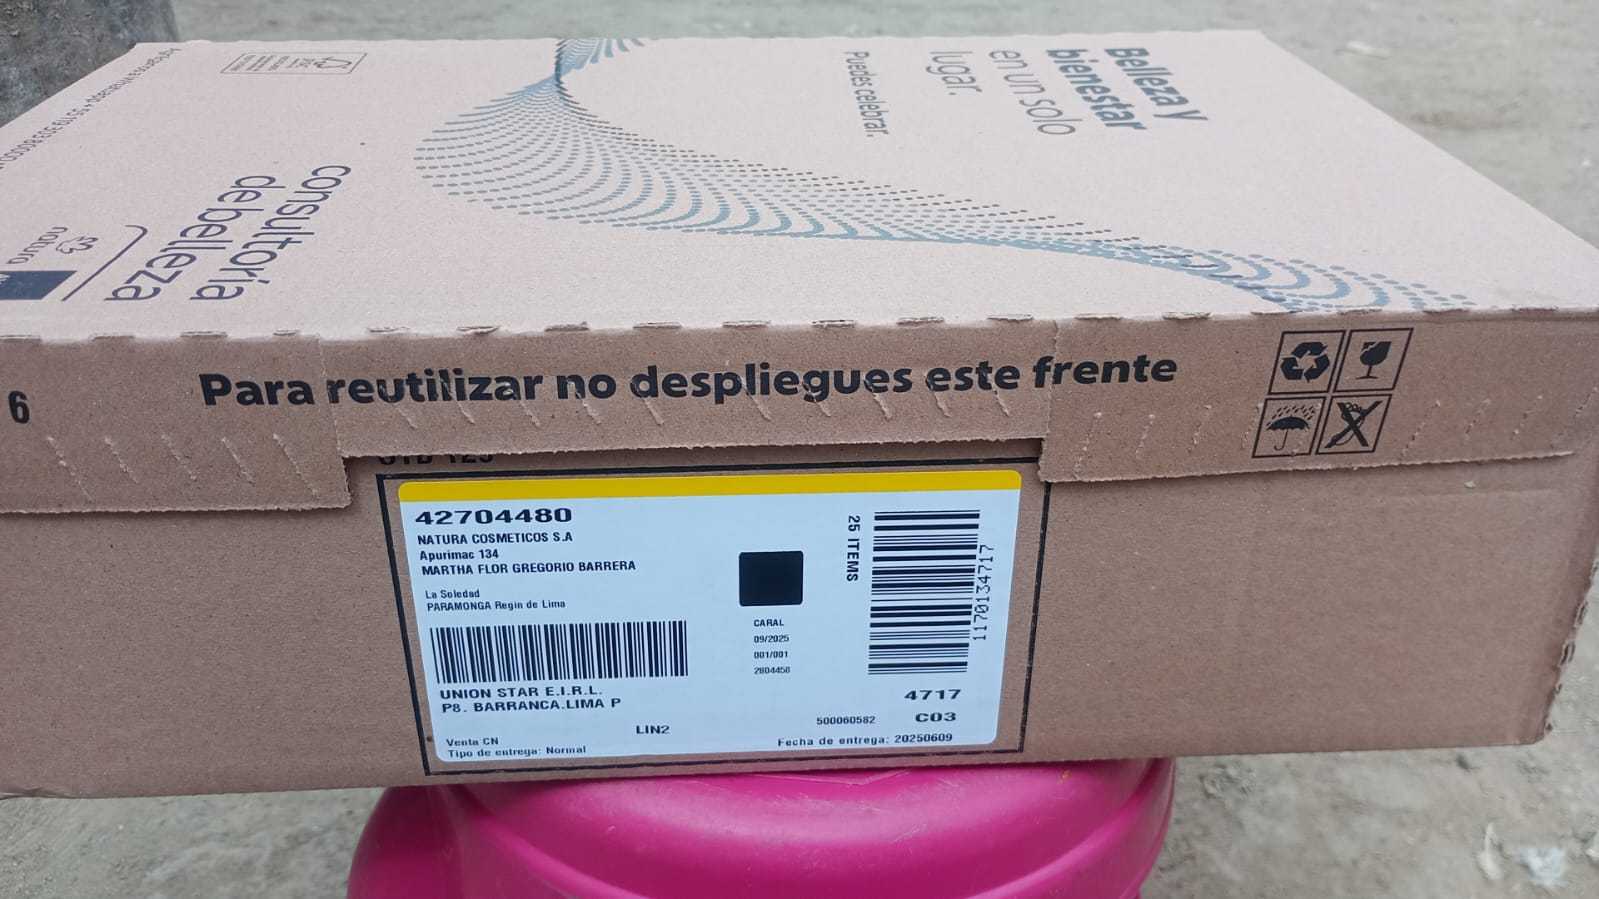 Belleza y
bienestar
en un solo
lugar.
Puedes celebrar.
consultoría
de belleza
natura
6
Para reutilizar no despliegues este frente
42704480
NATURA COSMETICOS S.A
Apurimac 134
MARTHA FLOR GREGORIO BARRERA
La Soledad
PARAMONGA Regin de Lima
UNION STAR E.I.R.L.
P8. BARRANCA.LIMA P
LIN2
Venta CN
Tipo de entrega: Normal
CARAL
09/2025
001/001
2804458
25 ITEMS
1170134717
4717
500060582
C03
Fecha de entrega: 20250609